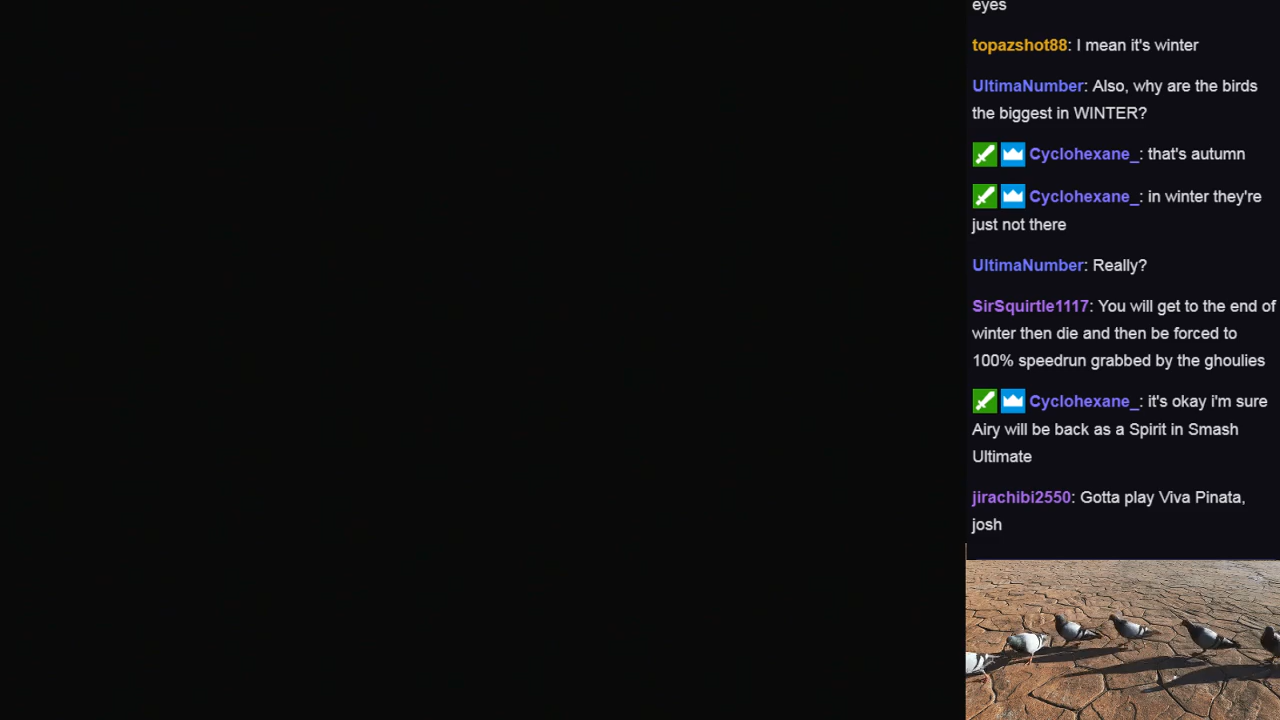 eyes
topazshot88: I mean it's winter
UltimaNumber: Also, why are the birds
the biggest in WINTER?
Cyclohexane_: that's autumn
Cyclohexane_: in winter they're
just not there
UltimaNumber: Really?
SirSquirtle1117: You will get to the end of
winter then die and then be forced to
100% speedrun grabbed by the ghoulies
Cyclohexane_: it's okay i'm sure
Airy will be back as a Spirit in Smash
Ultimate
jirachibi2550: Gotta play Viva Pinata,
josh